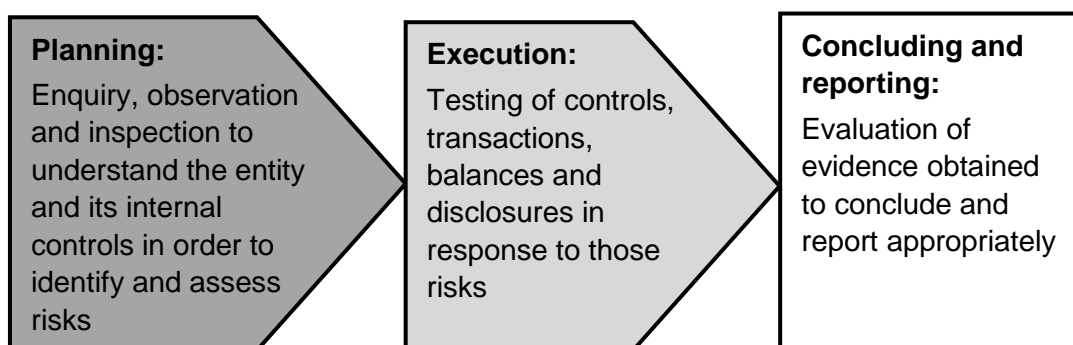 Planning:
Enquiry, observation
and inspection to
understand the entity
and its internal
controls in order to
identify and assess
risks
Execution:
Testing of controls,
transactions,
balances and
disclosures in
response to those
risks
Concluding and
reporting:
Evaluation of
evidence obtained
to conclude and
report appropriately